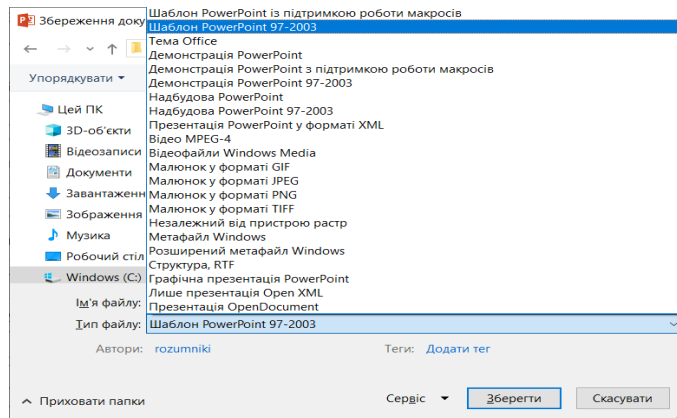 Збереження доку
Шаблон PowerPoint із підтримкою роботи макросів
Шаблон PowerPoint 97-2003
Тема Office
Демонстрація PowerPoint
Демонстрація PowerPoint з підтримкою роботи макросів
Демонстрація PowerPoint 97-2003
Надбудова PowerPoint
Надбудова PowerPoint 97-2003
Презентація PowerPoint у форматі XML
Відео MPEG-4
Відеофайли Windows Media
Малюнок у форматі GIF
Малюнок у форматі JPEG
Малюнок у форматі PNG
Малюнок у форматі TIFF
Незалежний від пристрою растр
Метафайл Windows
Розширений метафайл Windows
Структура, RTF
Графічна презентація PowerPoint
Лише презентація Open XML
Презентація OpenDocument
Упорядкувати
Цей ПК
3D-об'єкти
Відеозаписи
Документи
Завантаженн
Зображення
Музика
Робочий стіл
Windows (C:)
Ім'я файлу:
Тип файлу: Шаблон PowerPoint 97-2003
Автори: rozumniki Теги: Додати тег
Приховати папки Сервіс Зберегти Скасувати